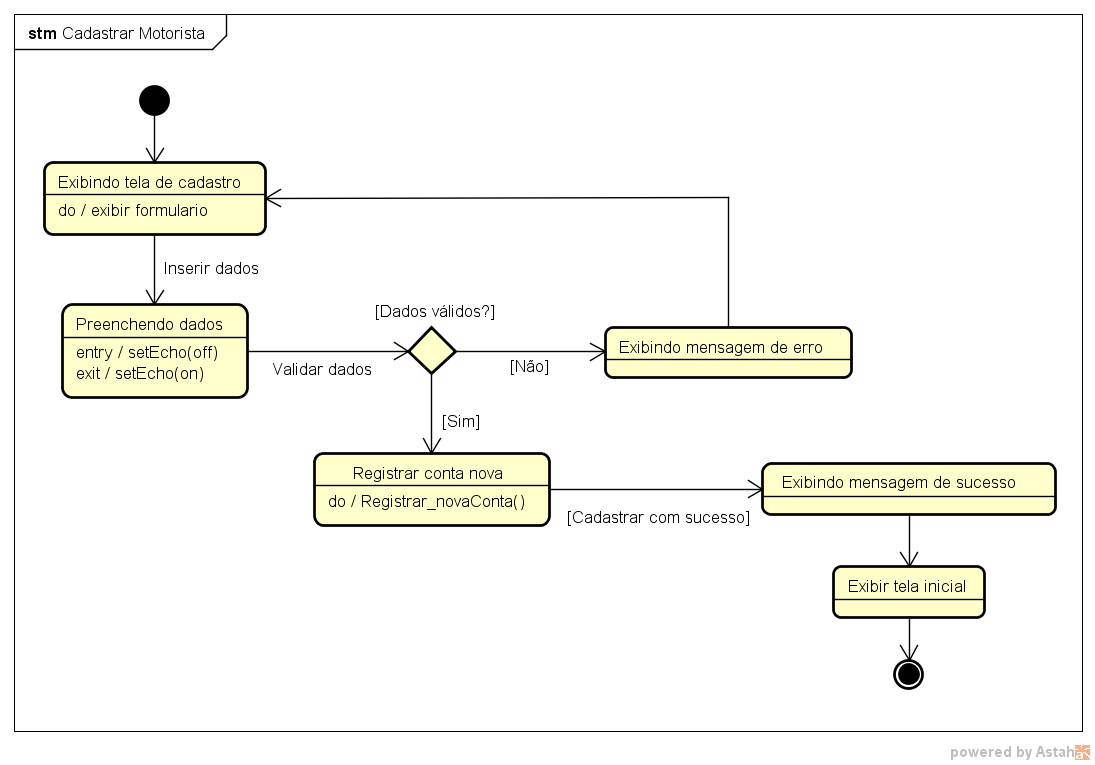 stm Cadastrar Motorista
Exibindo tela de cadastro
do / exibir formulario
Inserir dados
Preenchendo dados
entry / setEcho(off)
exit / setEcho(on)
Validar dados
[Dados válidos?]
[Não]
Exibindo mensagem de erro
[Sim]
Registrar conta nova
do / Registrar_novaConta()
[Cadastrar com sucesso]
Exibindo mensagem de sucesso
Exibir tela inicial
powered by Astah